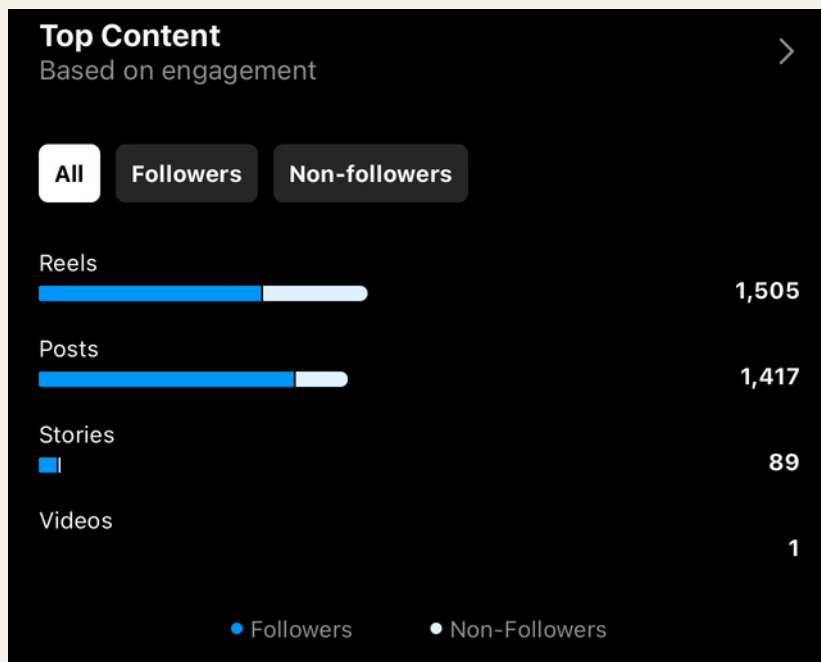 Top Content
Based on engagement
All Followers Non-followers
Reels
1,505
Posts
1,417
Stories
89
Videos
1
Followers Non-Followers